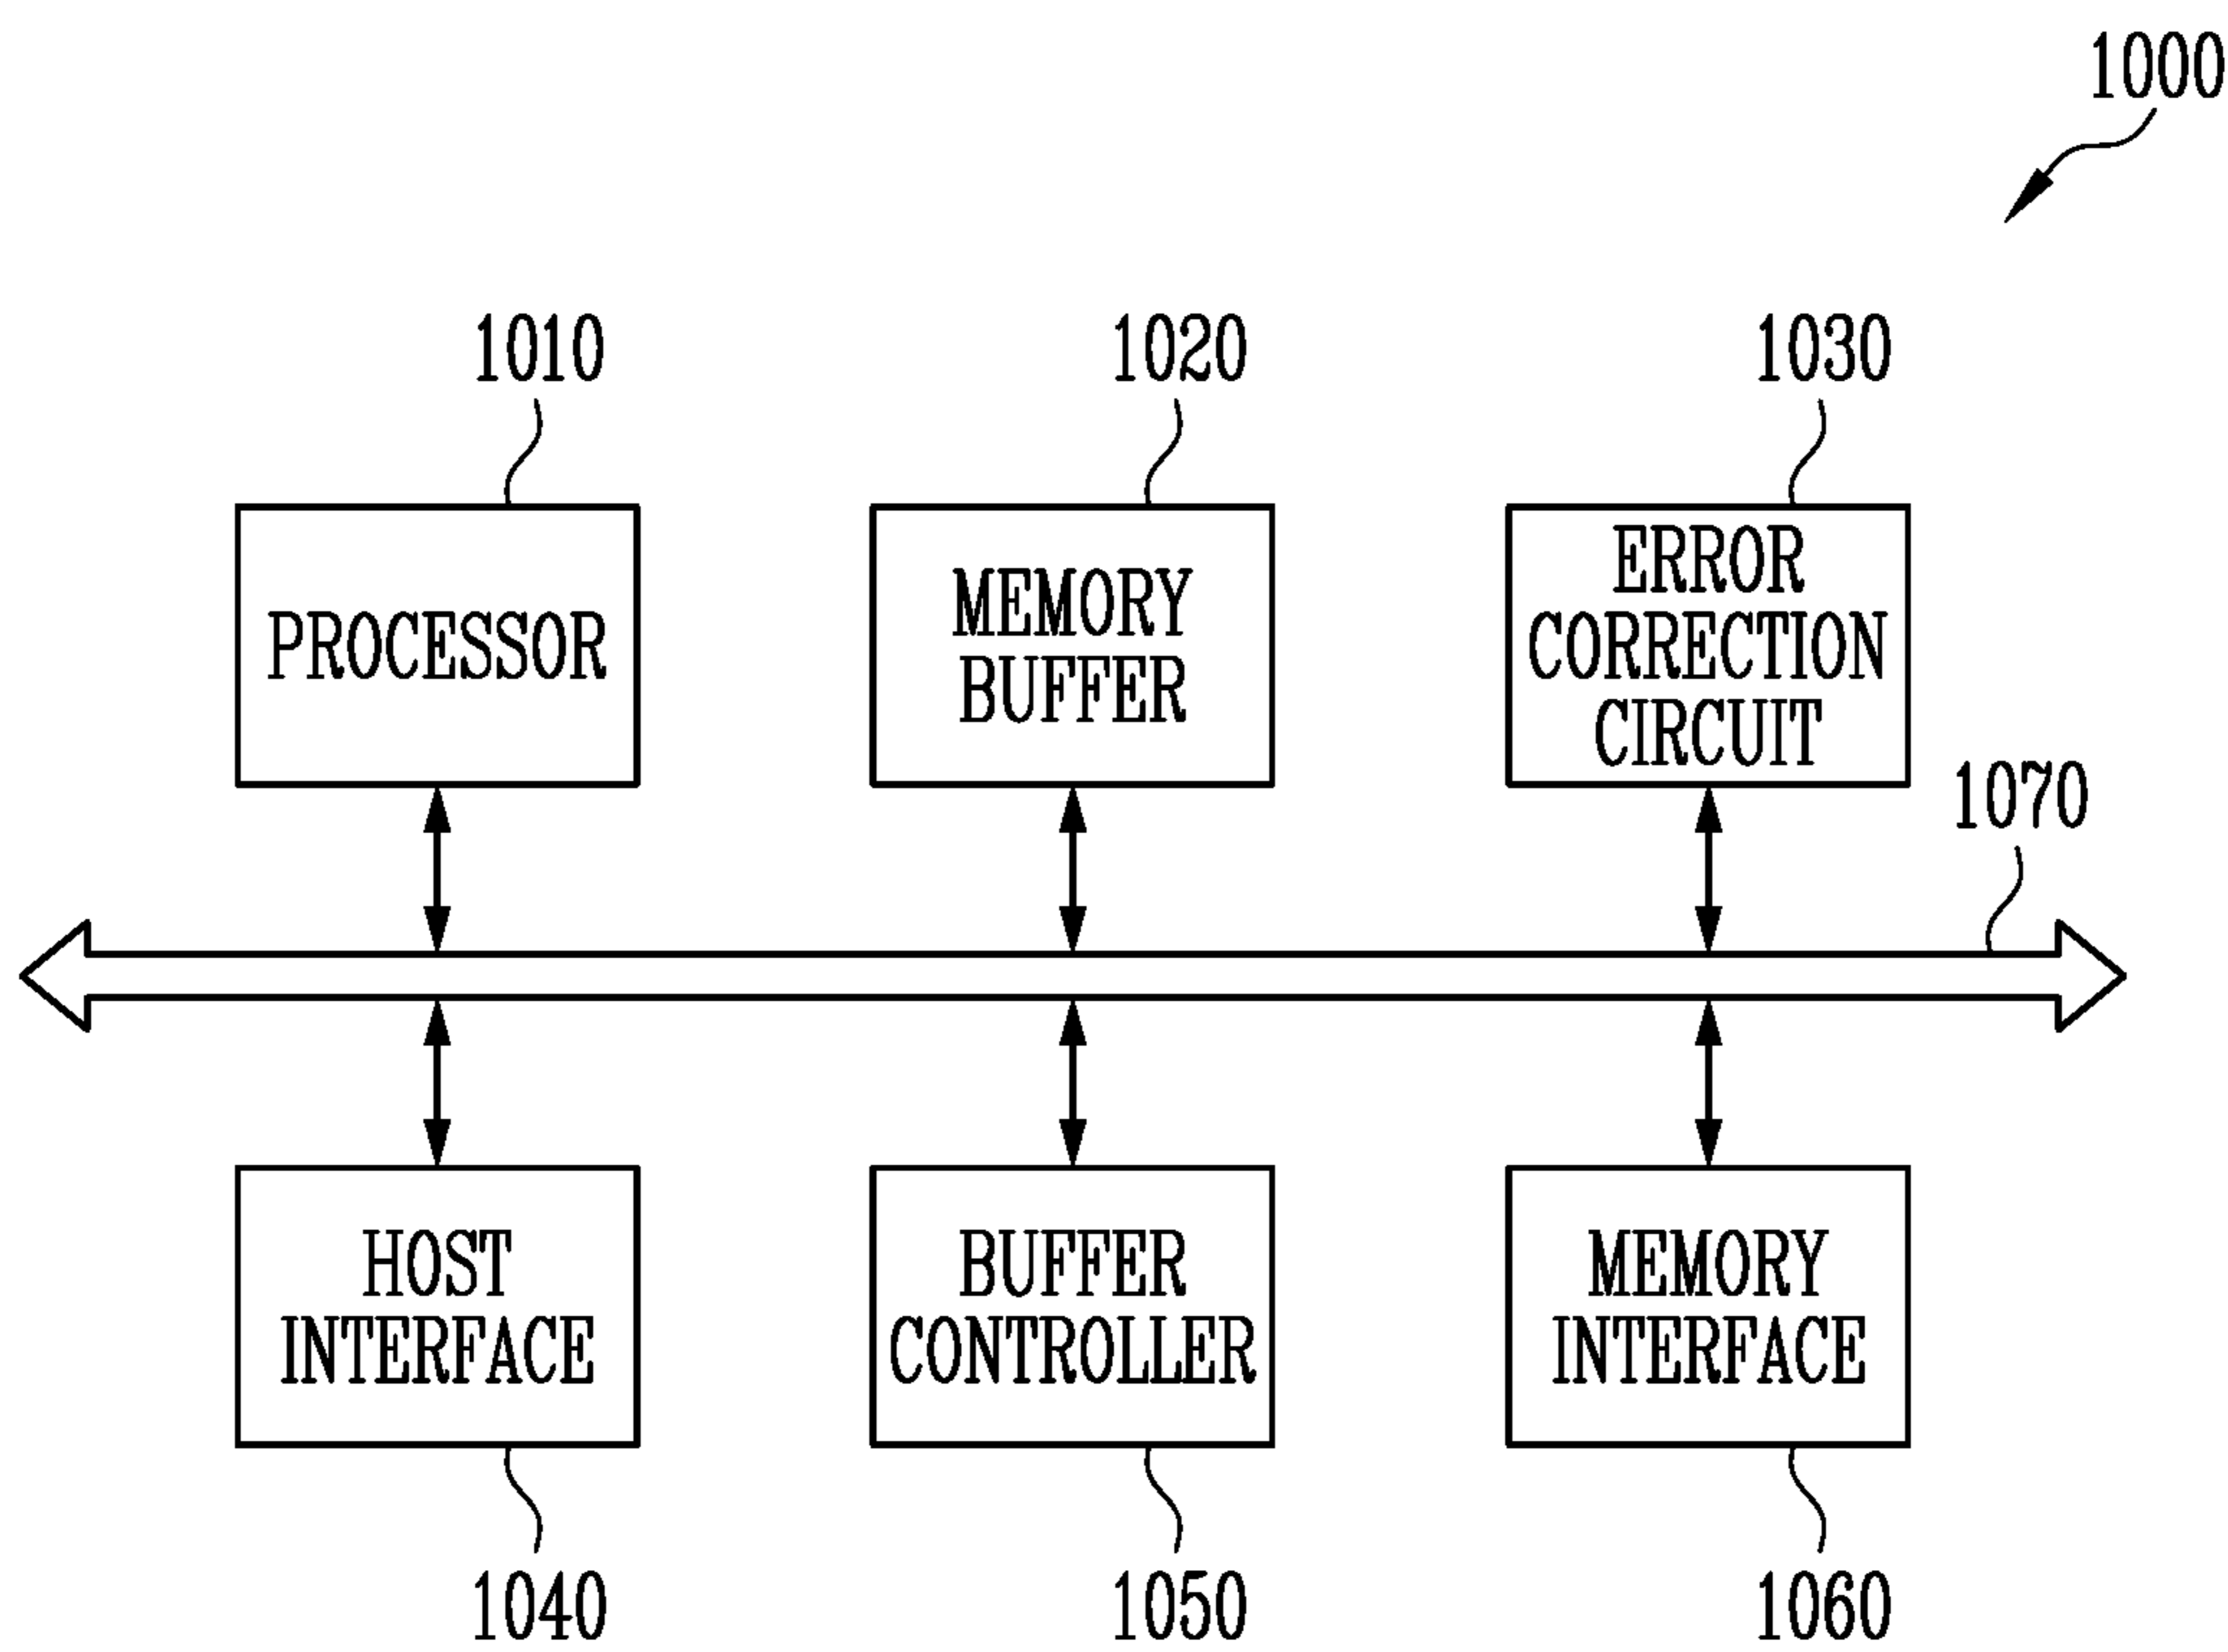 1000
1010
1020
1030
PROCESSOR
MEMORY
BUFFER
ERROR
CORRECTION
CIRCUIT
1070
HOST
INTERFACE
BUFFER
CONTROLLER
MEMORY
INTERFACE
1040
1050
1060